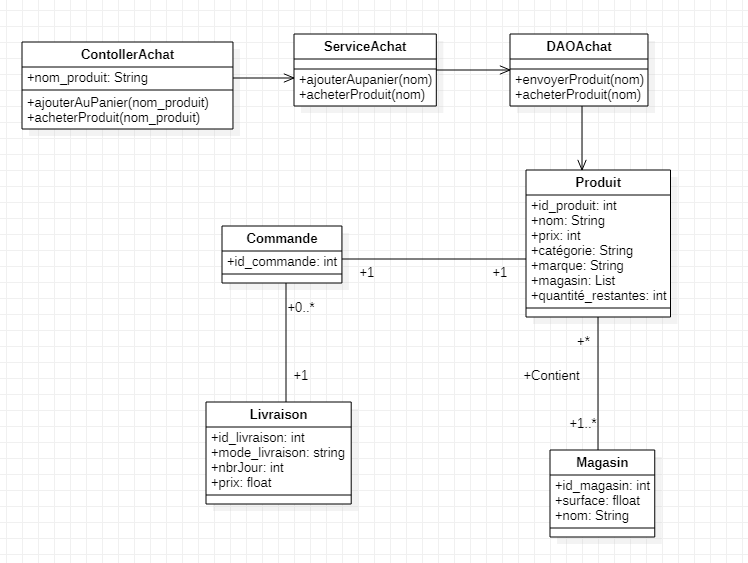 ContollerAchat
+nom_produit: String
+ajouterAuPanier(nom_produit)
+acheterProduit(nom_produit)
ServiceAchat
+ajouterAupanier(nom)
+acheterProduit(nom)
DAOAchat
+envoyerProduit(nom)
+acheterProduit(nom)
Produit
+id_produit: int
+nom: String
+prix: int
+catégorie: String
+marque: String
+magasin: List
+quantité_restantes: int
Commande
+id_commande: int
+1
+1
+0..*
+1
Livraison
+id_livraison: int
+mode_livraison: string
+nbrJour: int
+prix: float
+*
+Contient
+1..*
Magasin
+id_magasin: int
+surface: flloat
+nom: String